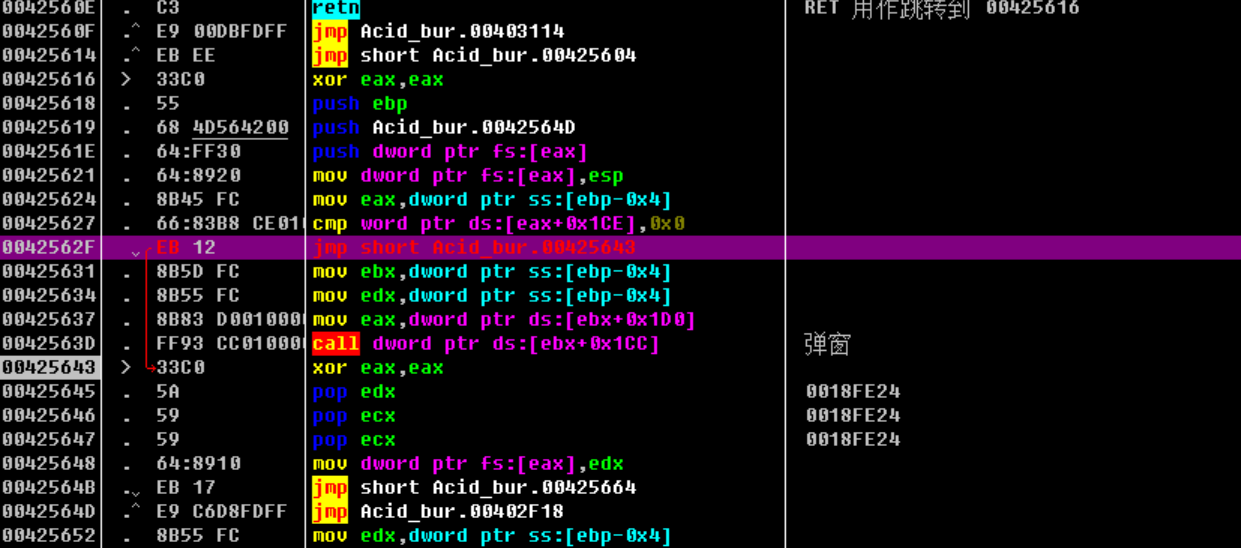 0042560E . C3 retn RET 用作跳转到 00425616
0042560F .^ E9 00DBFDFF jmp Acid_bur.00403114
00425614 .^ EB EE jmp short Acid_bur.00425604
00425616 > 33C0 xor eax,eax
00425618 . 55 push ebp
00425619 . 68 4D564200 push Acid_bur.0042564D
0042561E . 64:FF30 push dword ptr fs:[eax]
00425621 . 64:8920 mov dword ptr fs:[eax],esp
00425624 . 8B45 FC mov eax,dword ptr ss:[ebp-0x4]
00425627 . 66:83B8 CE01 cmp word ptr ds:[eax+0x1CE],0x0
0042562F EB 12 jmp short Acid_bur.00425643
00425631 . 8B5D FC mov ebx,dword ptr ss:[ebp-0x4]
00425634 . 8B55 FC mov edx,dword ptr ss:[ebp-0x4]
00425637 . 8B83 D001000 mov eax,dword ptr ds:[ebx+0x1D0]
0042563D . FF93 CC01000 call dword ptr ds:[ebx+0x1CC] 弹窗
00425643 > 33C0 xor eax,eax
00425645 . 5A pop edx 0018FE24
00425646 . 59 pop ecx 0018FE24
00425647 . 59 pop ecx 0018FE24
00425648 . 64:8910 mov dword ptr fs:[eax],edx
0042564B . EB 17 jmp short Acid_bur.00425664
0042564D .^ E9 C6D8FDFF jmp Acid_bur.00402F18
00425652 . 8B55 FC mov edx,dword ptr ss:[ebp-0x4]